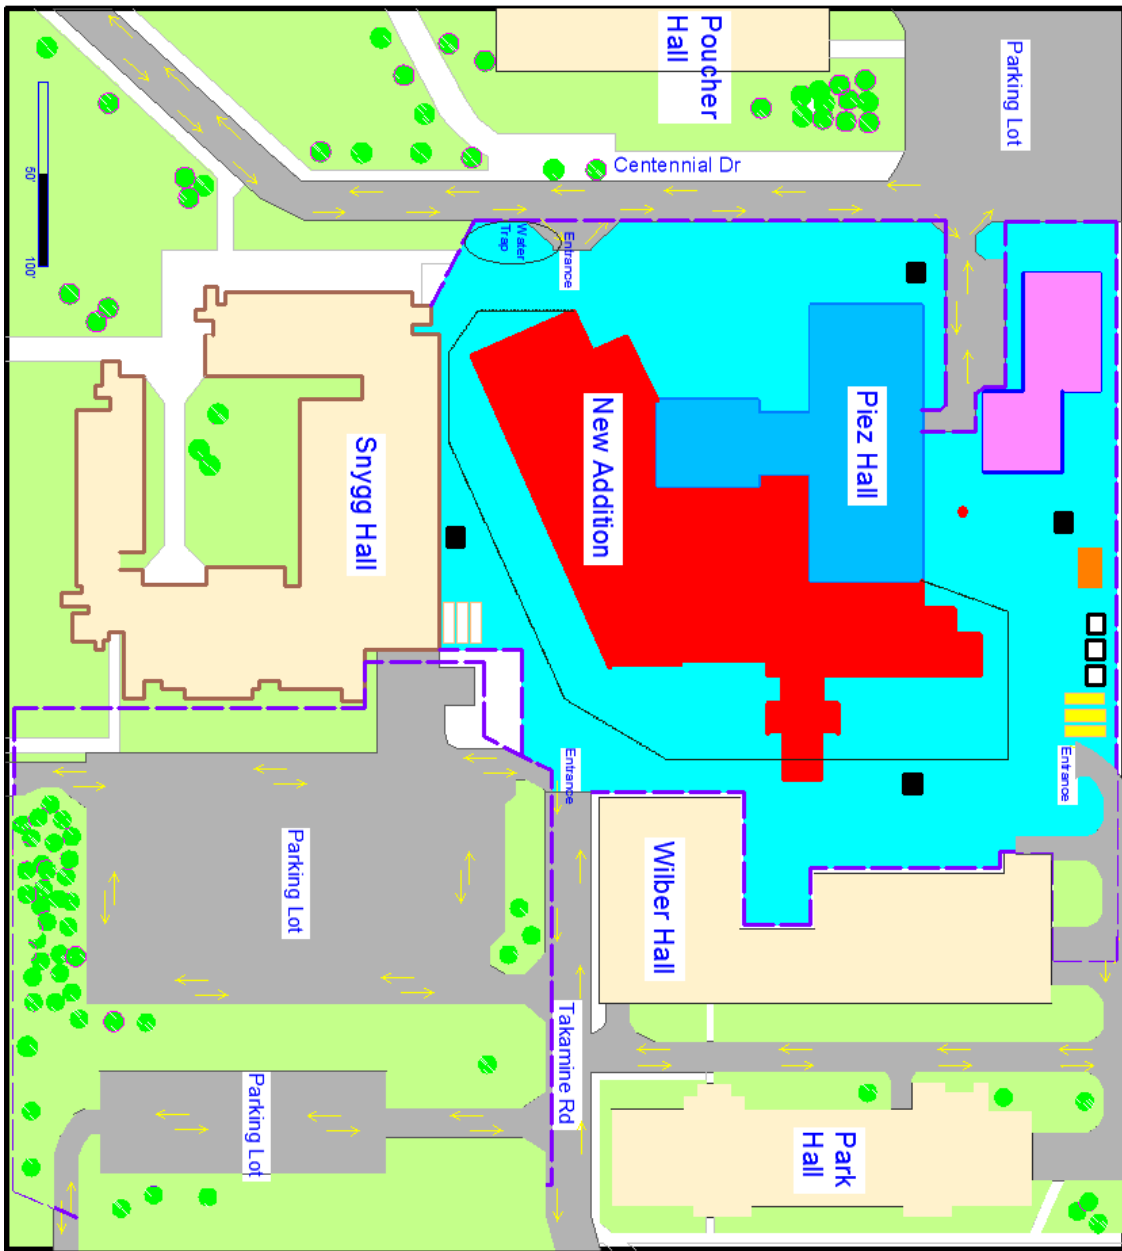 Poucher
Hall
Parking Lot
Centennial Dr
50'
100'
Water
Trap
Entrance
Piez Hall
New Addition
Snygg Hall
Entrance
Entrance
Parking Lot
Wilber Hall
Takamine Rd
Parking Lot
Park
Hall